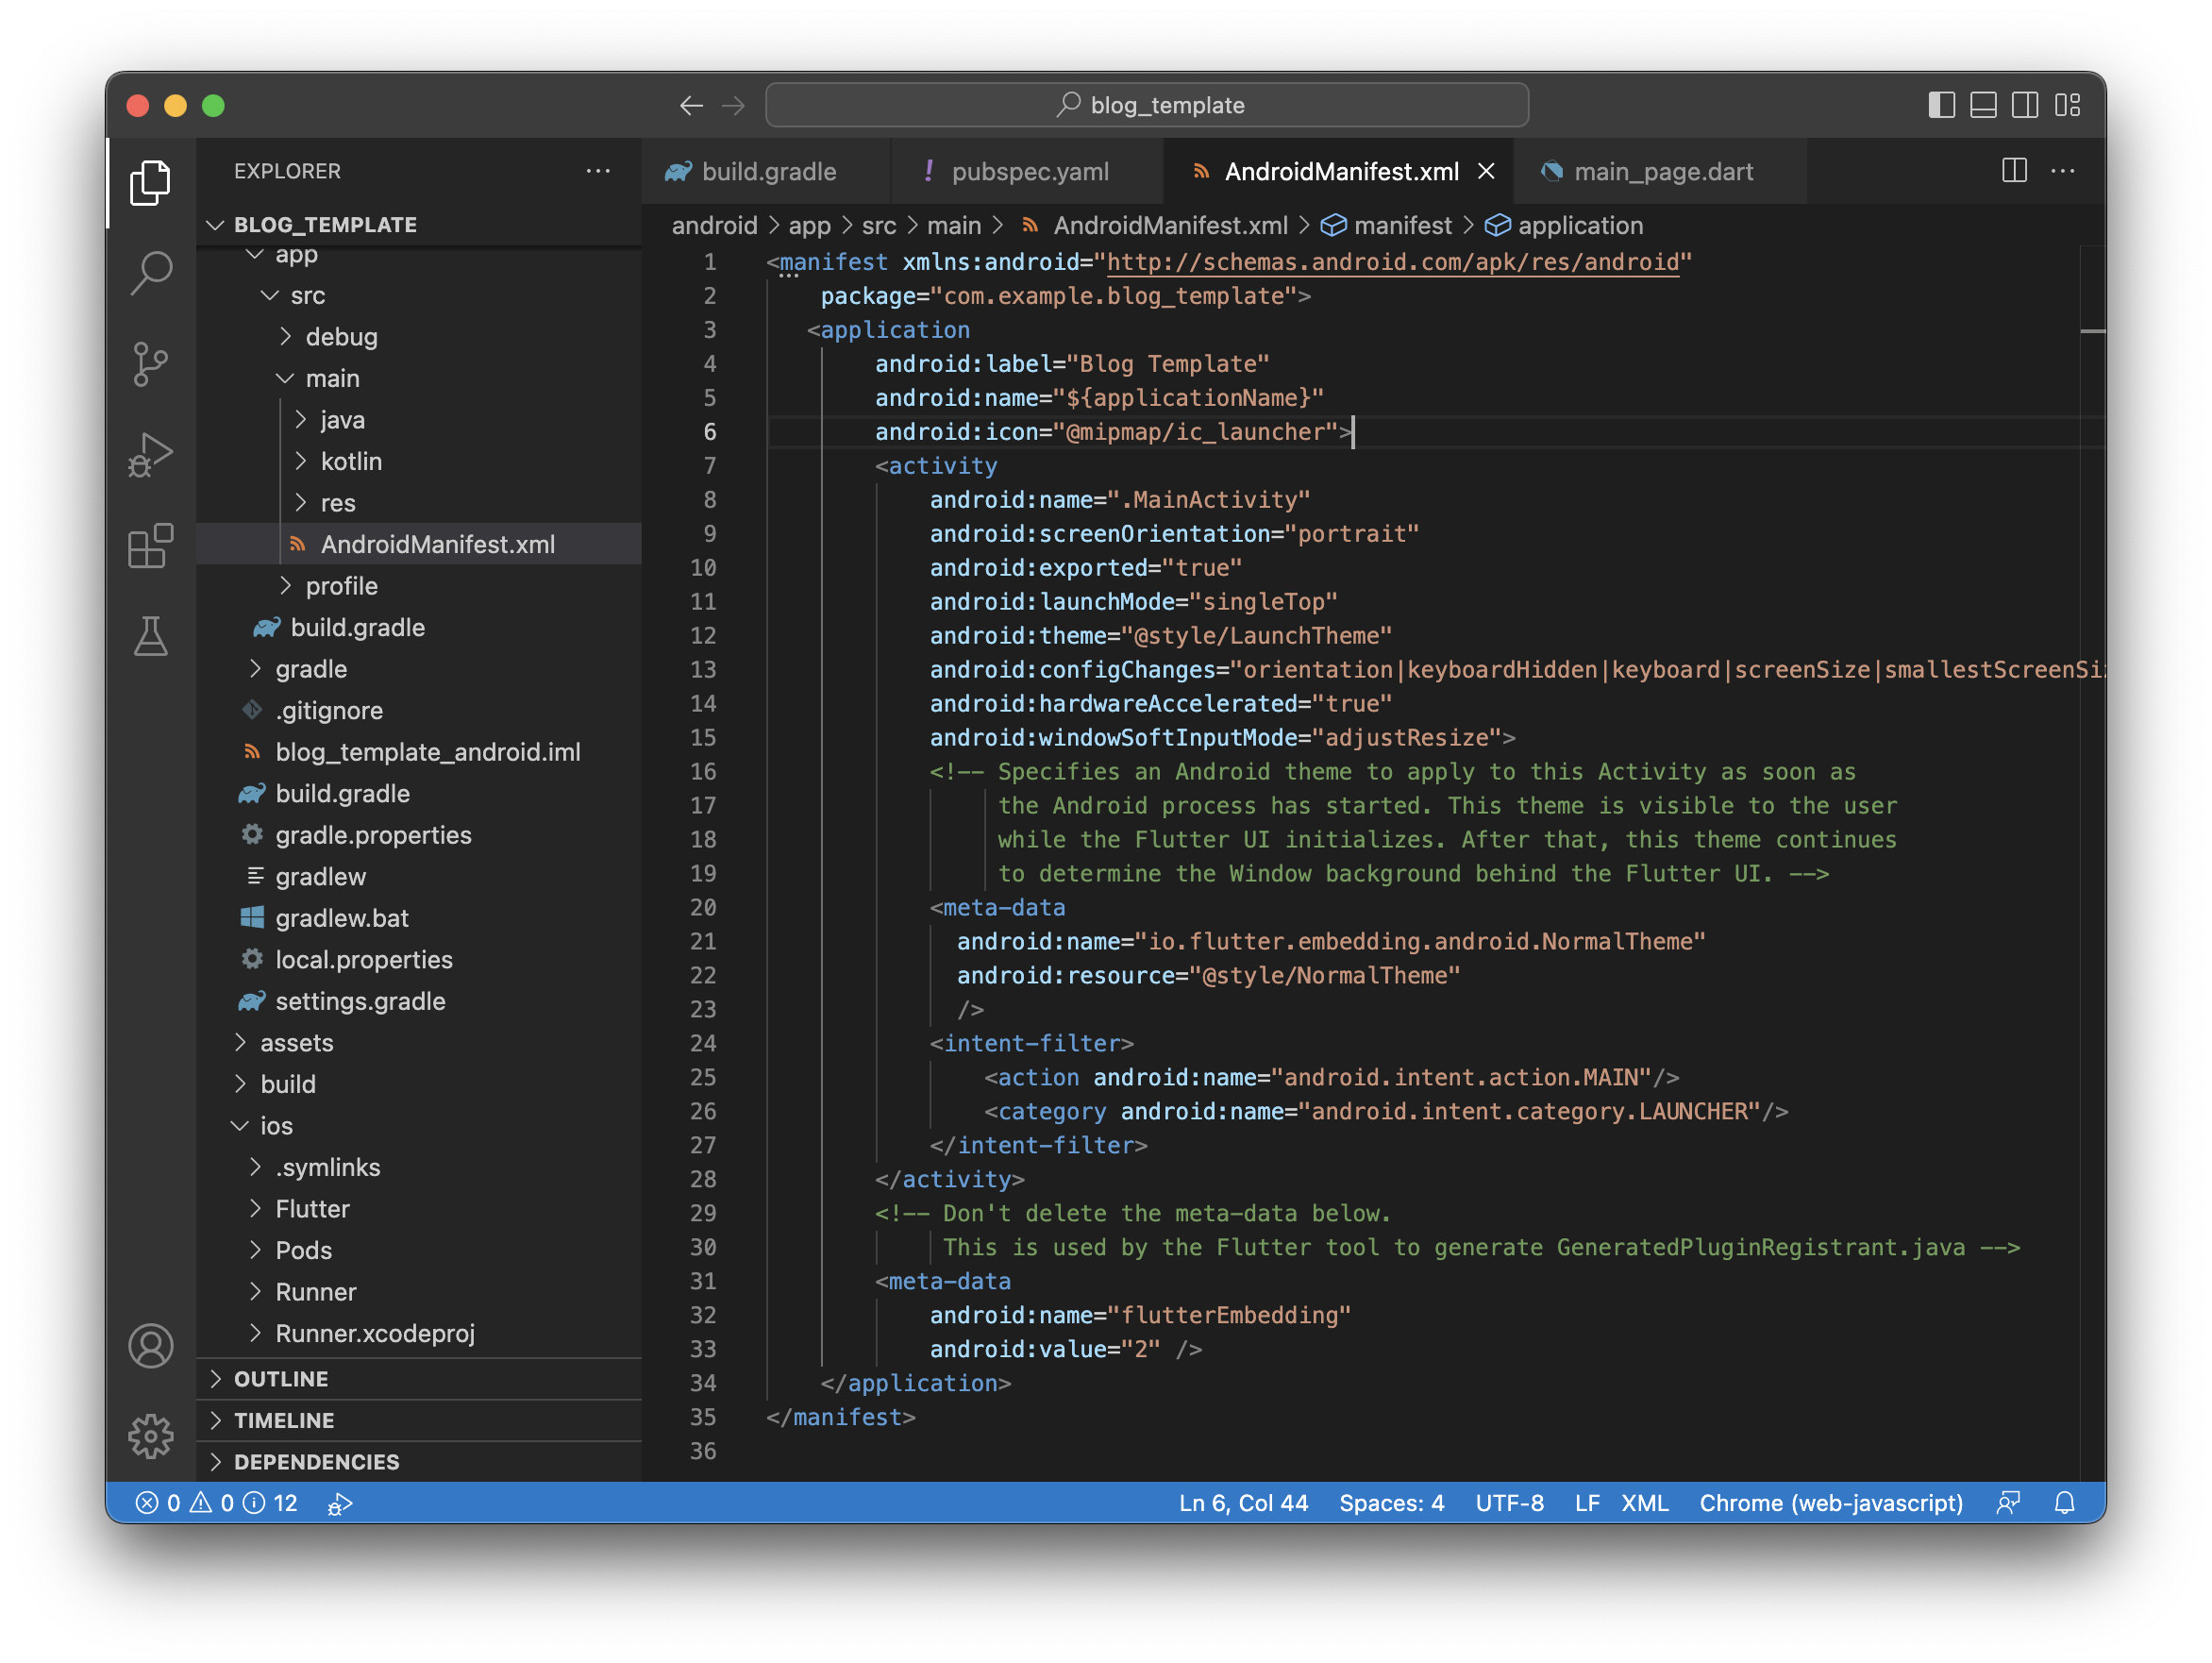 blog_template
EXPLORER
BLOG_TEMPLATE
app
src
debug
main
java
kotlin
res
AndroidManifest.xml
profile
build.gradle
gradle
.gitignore
blog_template_android.iml
build.gradle
gradle.properties
gradlew
gradlew.bat
local.properties
settings.gradle
assets
build
ios
.symlinks
Flutter
Pods
Runner
Runner.xcodeproj
OUTLINE
TIMELINE
DEPENDENCIES
build.gradle pubspec.yaml AndroidManifest.xml main_page.dart
android > app > src > main > AndroidManifest.xml > manifest > application
1 <manifest xmlns:android="http://schemas.android.com/apk/res/android"
2 package="com.example.blog_template">
3 <application
4 android:label="Blog Template"
5 android:name="${applicationName}"
6 android:icon="@mipmap/ic_launcher">
7 <activity
8 android:name=".MainActivity"
9 android:screenOrientation="portrait"
10 android:exported="true"
11 android:launchMode="singleTop"
12 android:theme="@style/LaunchTheme"
13 android:configChanges="orientation|keyboardHidden|keyboard|screenSize|smallestScreenSi
14 android:hardwareAccelerated="true"
15 android:windowSoftInputMode="adjustResize">
16 <!-- Specifies an Android theme to apply to this Activity as soon as
17 the Android process has started. This theme is visible to the user
18 while the Flutter UI initializes. After that, this theme continues
19 to determine the Window background behind the Flutter UI. -->
20 <meta-data
21 android:name="io.flutter.embedding.android.NormalTheme"
22 android:resource="@style/NormalTheme"
23 />
24 <intent-filter>
25 <action android:name="android.intent.action.MAIN"/>
26 <category android:name="android.intent.category.LAUNCHER"/>
27 </intent-filter>
28 </activity>
29 <!-- Don't delete the meta-data below.
30 This is used by the Flutter tool to generate GeneratedPluginRegistrant.java -->
31 <meta-data
32 android:name="flutterEmbedding"
33 android:value="2" />
34 </application>
35 </manifest>
36
0 0 12 Ln 6, Col 44 Spaces: 4 UTF-8 LF XML Chrome (web-javascript)